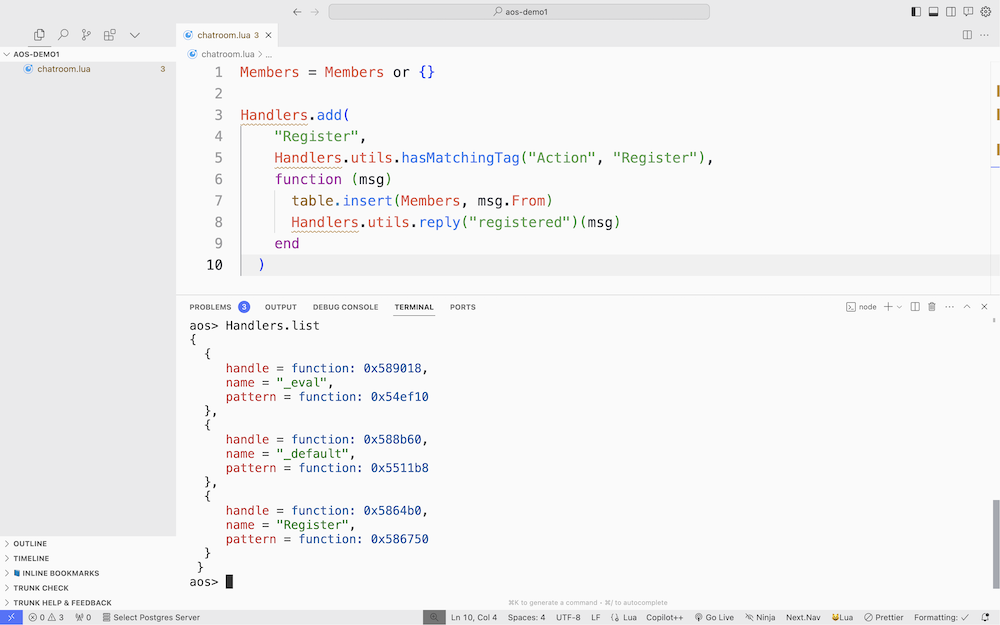 aos-demo1
chatroom.lua 3
AOS-DEMO1
chatroom.lua 3
chatroom.lua > ...
1 Members = Members or {}
2
3 Handlers.add(
4 "Register",
5 Handlers.utils.hasMatchingTag("Action", "Register"),
6 function (msg)
7 table.insert(Members, msg.From)
8 Handlers.utils.reply("registered")(msg)
9 end
10 )
PROBLEMS 3 OUTPUT DEBUG CONSOLE TERMINAL PORTS
node
aos> Handlers.list
{
{
handle = function: 0x589018,
name = "_eval",
pattern = function: 0x54ef10
},
{
handle = function: 0x588b60,
name = "_default",
pattern = function: 0x5511b8
},
{
handle = function: 0x5864b0,
name = "Register",
pattern = function: 0x586750
}
}
aos>
OUTLINE
TIMELINE
INLINE BOOKMARKS
TRUNK CHECK
TRUNK HELP & FEEDBACK
⌘K to generate a command - ⌘/ to autocomplete
0 3 0 Select Postgres Server Ln 10, Col 4 Spaces: 4 UTF-8 LF Lua Copilot++ Go Live Ninja Next.Nav 🐱Lua Prettier Formatting: ✓